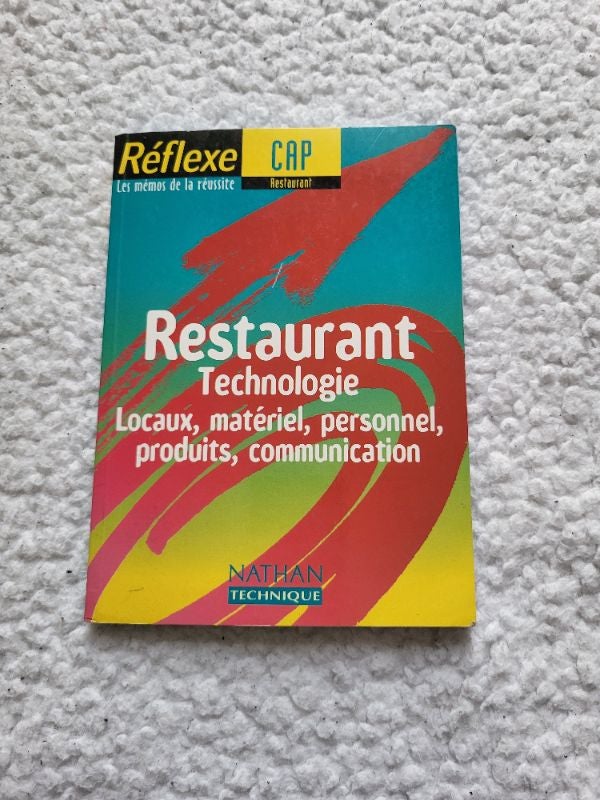 Réflexe
Les mémos de la réussite
CAP
Restaurant
Restaurant
Technologie
Locaux, matériel, personnel,
produits, communication
NATHAN
TECHNIQUE